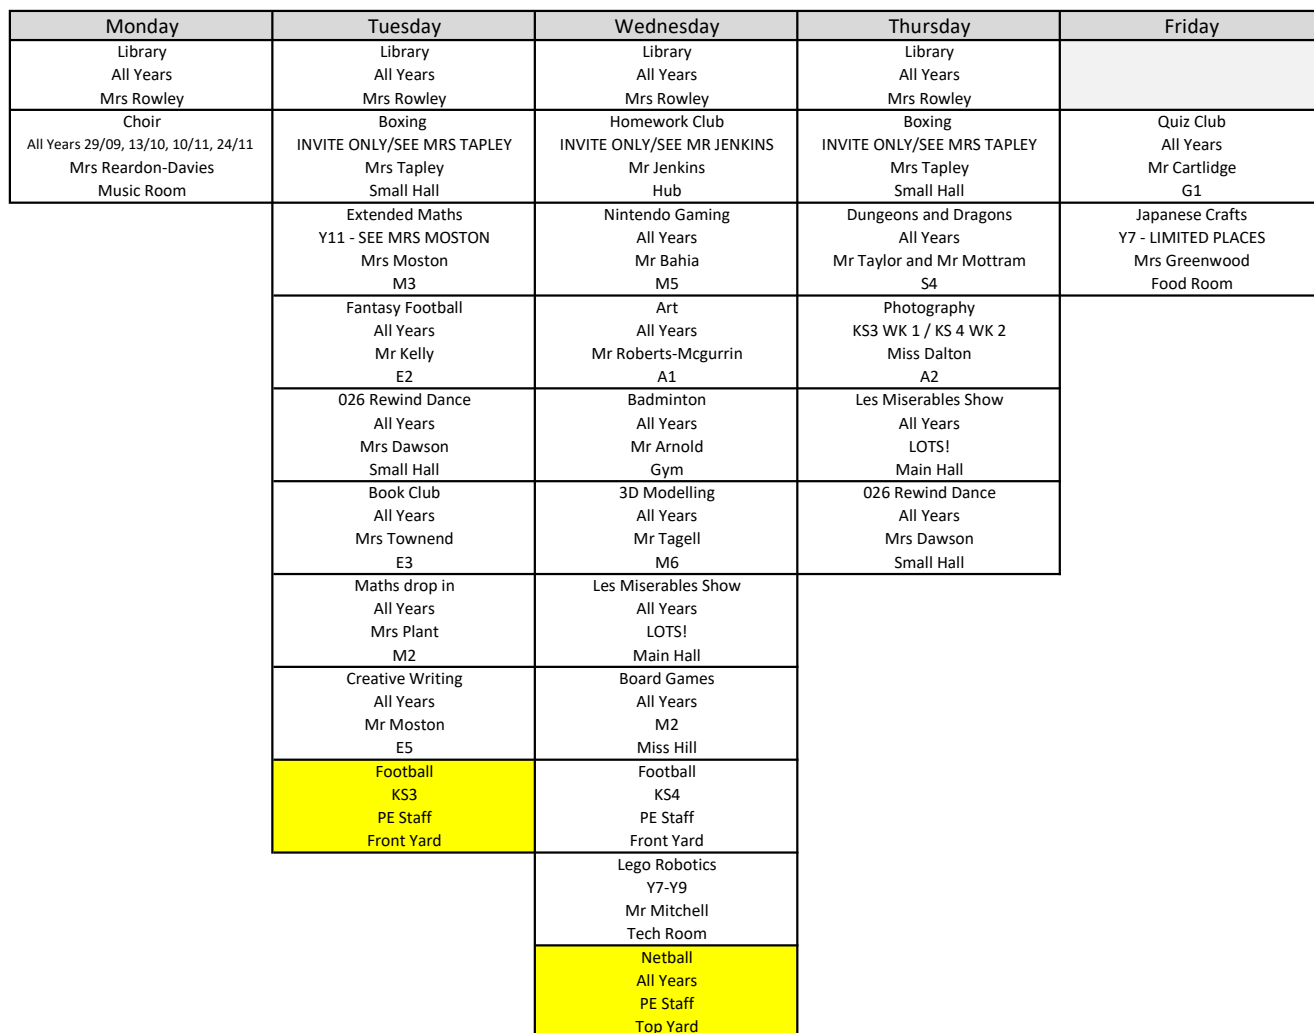 Monday
Tuesday
Wednesday
Thursday
Friday
Library
All Years
Mrs Rowley
Library
All Years
Mrs Rowley
Library
All Years
Mrs Rowley
Library
All Years
Mrs Rowley
Choir
All Years 29/09, 13/10, 10/11, 24/11
Mrs Reardon-Davies
Music Room
Boxing
INVITE ONLY/SEE MRS TAPLEY
Mrs Tapley
Small Hall
Homework Club
INVITE ONLY/SEE MR JENKINS
Mr Jenkins
Hub
Boxing
INVITE ONLY/SEE MRS TAPLEY
Mrs Tapley
Small Hall
Quiz Club
All Years
Mr Cartlidge
G1
Extended Maths
Y11 - SEE MRS MOSTON
Mrs Moston
M3
Nintendo Gaming
All Years
Mr Bahia
M5
Dungeons and Dragons
All Years
Mr Taylor and Mr Mottram
S4
Japanese Crafts
Y7 - LIMITED PLACES
Mrs Greenwood
Food Room
Fantasy Football
All Years
Mr Kelly
E2
Art
All Years
Mr Roberts-Mcgurrin
A1
Photography
KS3 WK 1 / KS 4 WK 2
Miss Dalton
A2
026 Rewind Dance
All Years
Mrs Dawson
Small Hall
Badminton
All Years
Mr Arnold
Gym
Les Miserables Show
All Years
LOTS!
Main Hall
Book Club
All Years
Mrs Townend
E3
3D Modelling
All Years
Mr Tagell
M6
026 Rewind Dance
All Years
Mrs Dawson
Small Hall
Maths drop in
All Years
Mrs Plant
M2
Les Miserables Show
All Years
LOTS!
Main Hall
Creative Writing
All Years
Mr Moston
E5
Board Games
All Years
M2
Miss Hill
Football
KS3
PE Staff
Front Yard
Football
KS4
PE Staff
Front Yard
Lego Robotics
Y7-Y9
Mr Mitchell
Tech Room
Netball
All Years
PE Staff
Top Yard